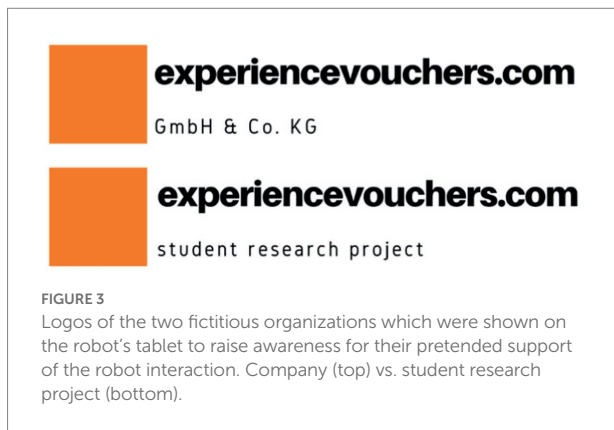 experiencevouchers.com
GmbH & Co. KG
experiencevouchers.com
student research project
FIGURE 3
Logos of the two fictitious organizations which were shown on
the robot's tablet to raise awareness for their pretended support
of the robot interaction. Company (top) vs. student research
project (bottom).